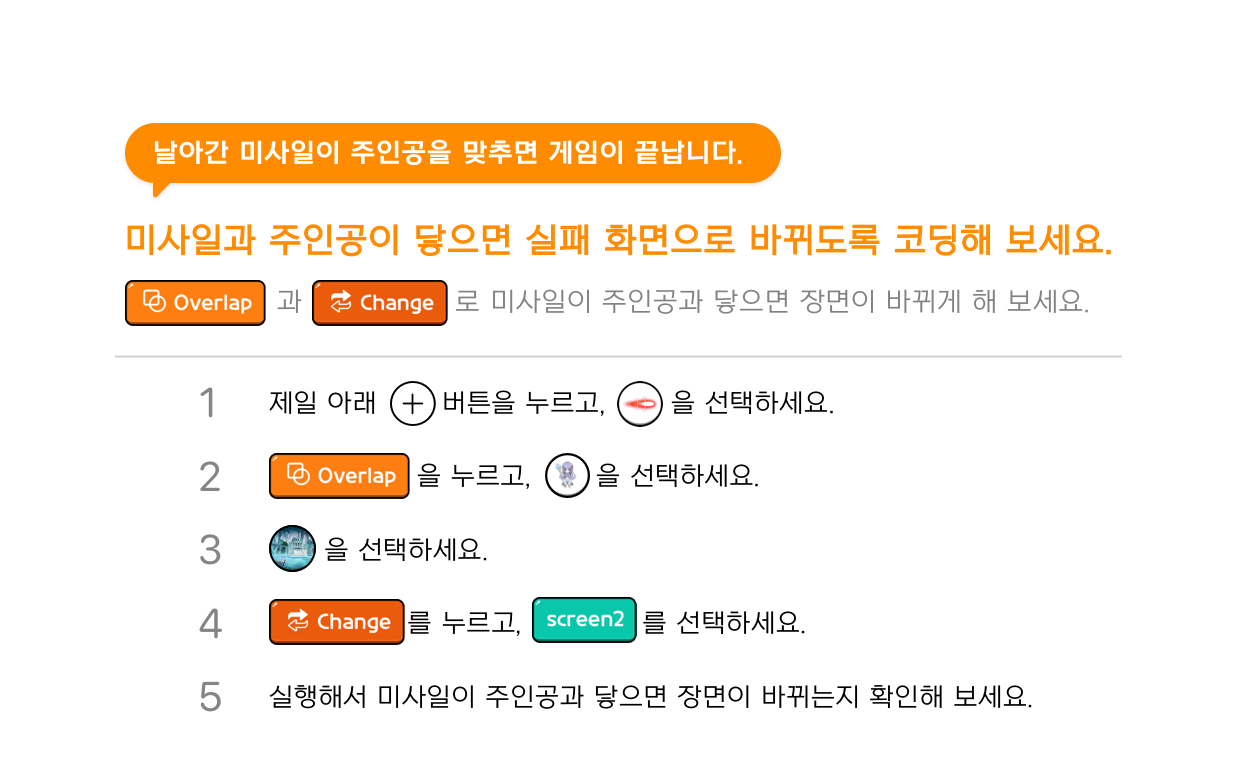 날아간 미사일이 주인공을 맞추면 게임이 끝납니다.
미사일과 주인공이 닿으면 실패 화면으로 바뀌도록 코딩해 보세요.
Overlap 과 Change 로 미사일이 주인공과 닿으면 장면이 바뀌게 해 보세요.
1 제일 아래 + 버튼을 누르고, 을 선택하세요.
2 Overlap 을 누르고, 을 선택하세요.
3 을 선택하세요.
4 Change 를 누르고, screen2 를 선택하세요.
5 실행해서 미사일이 주인공과 닿으면 장면이 바뀌는지 확인해 보세요.